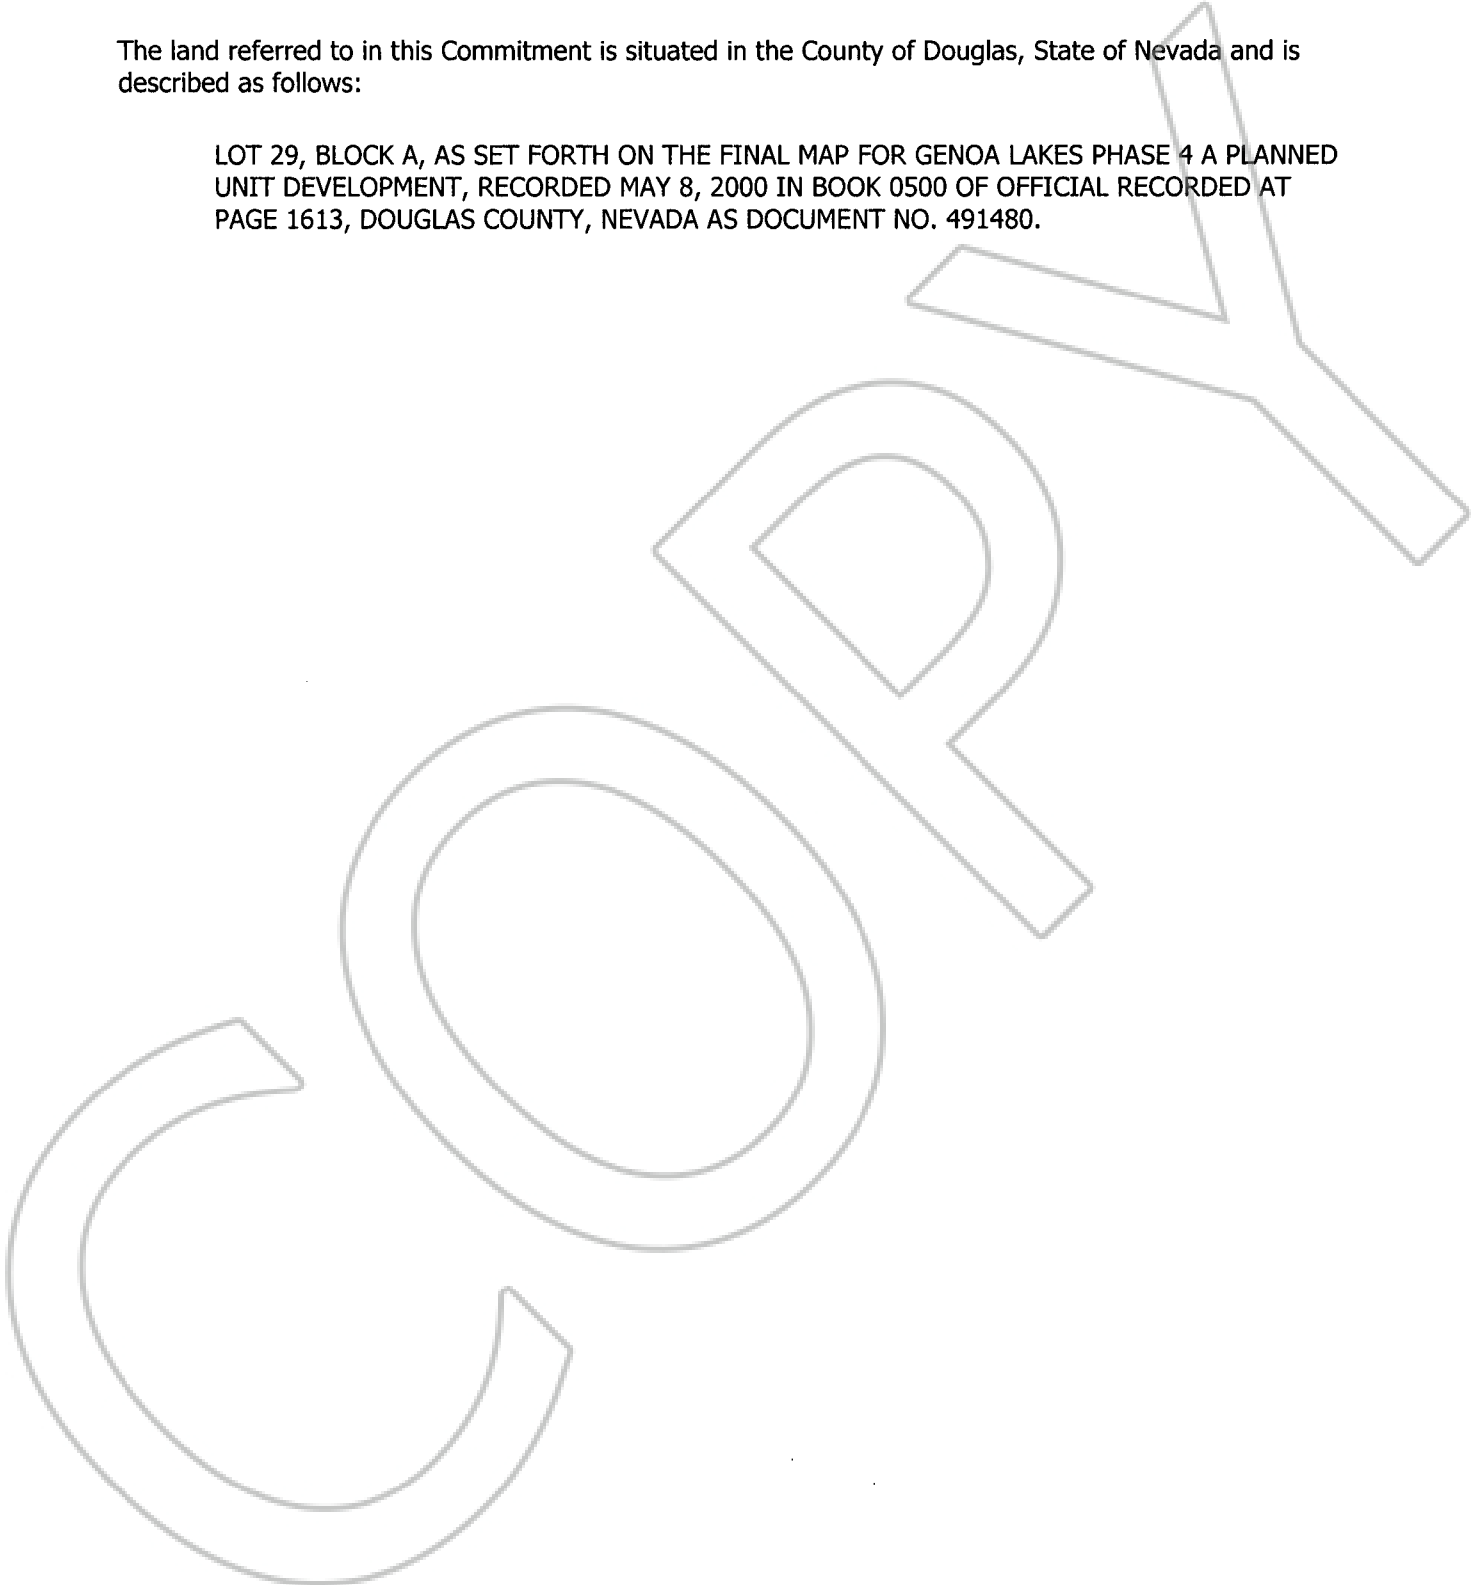 The land referred to in this Commitment is situated in the County of Douglas, State of Nevada and is
described as follows:
LOT 29, BLOCK A, AS SET FORTH ON THE FINAL MAP FOR GENOA LAKES PHASE 4 A PLANNED
UNIT DEVELOPMENT, RECORDED MAY 8, 2000 IN BOOK 0500 OF OFFICIAL RECORDED AT
PAGE 1613, DOUGLAS COUNTY, NEVADA AS DOCUMENT NO. 491480.
COPY